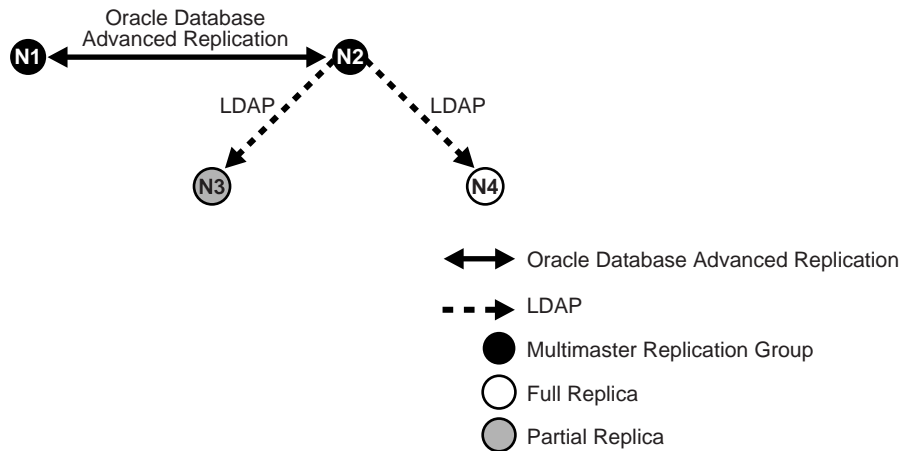 Oracle Database
Advanced Replication
N1
N2
LDAP
LDAP
N3
N4
Oracle Database Advanced Replication
LDAP
Multimaster Replication Group
Full Replica
Partial Replica